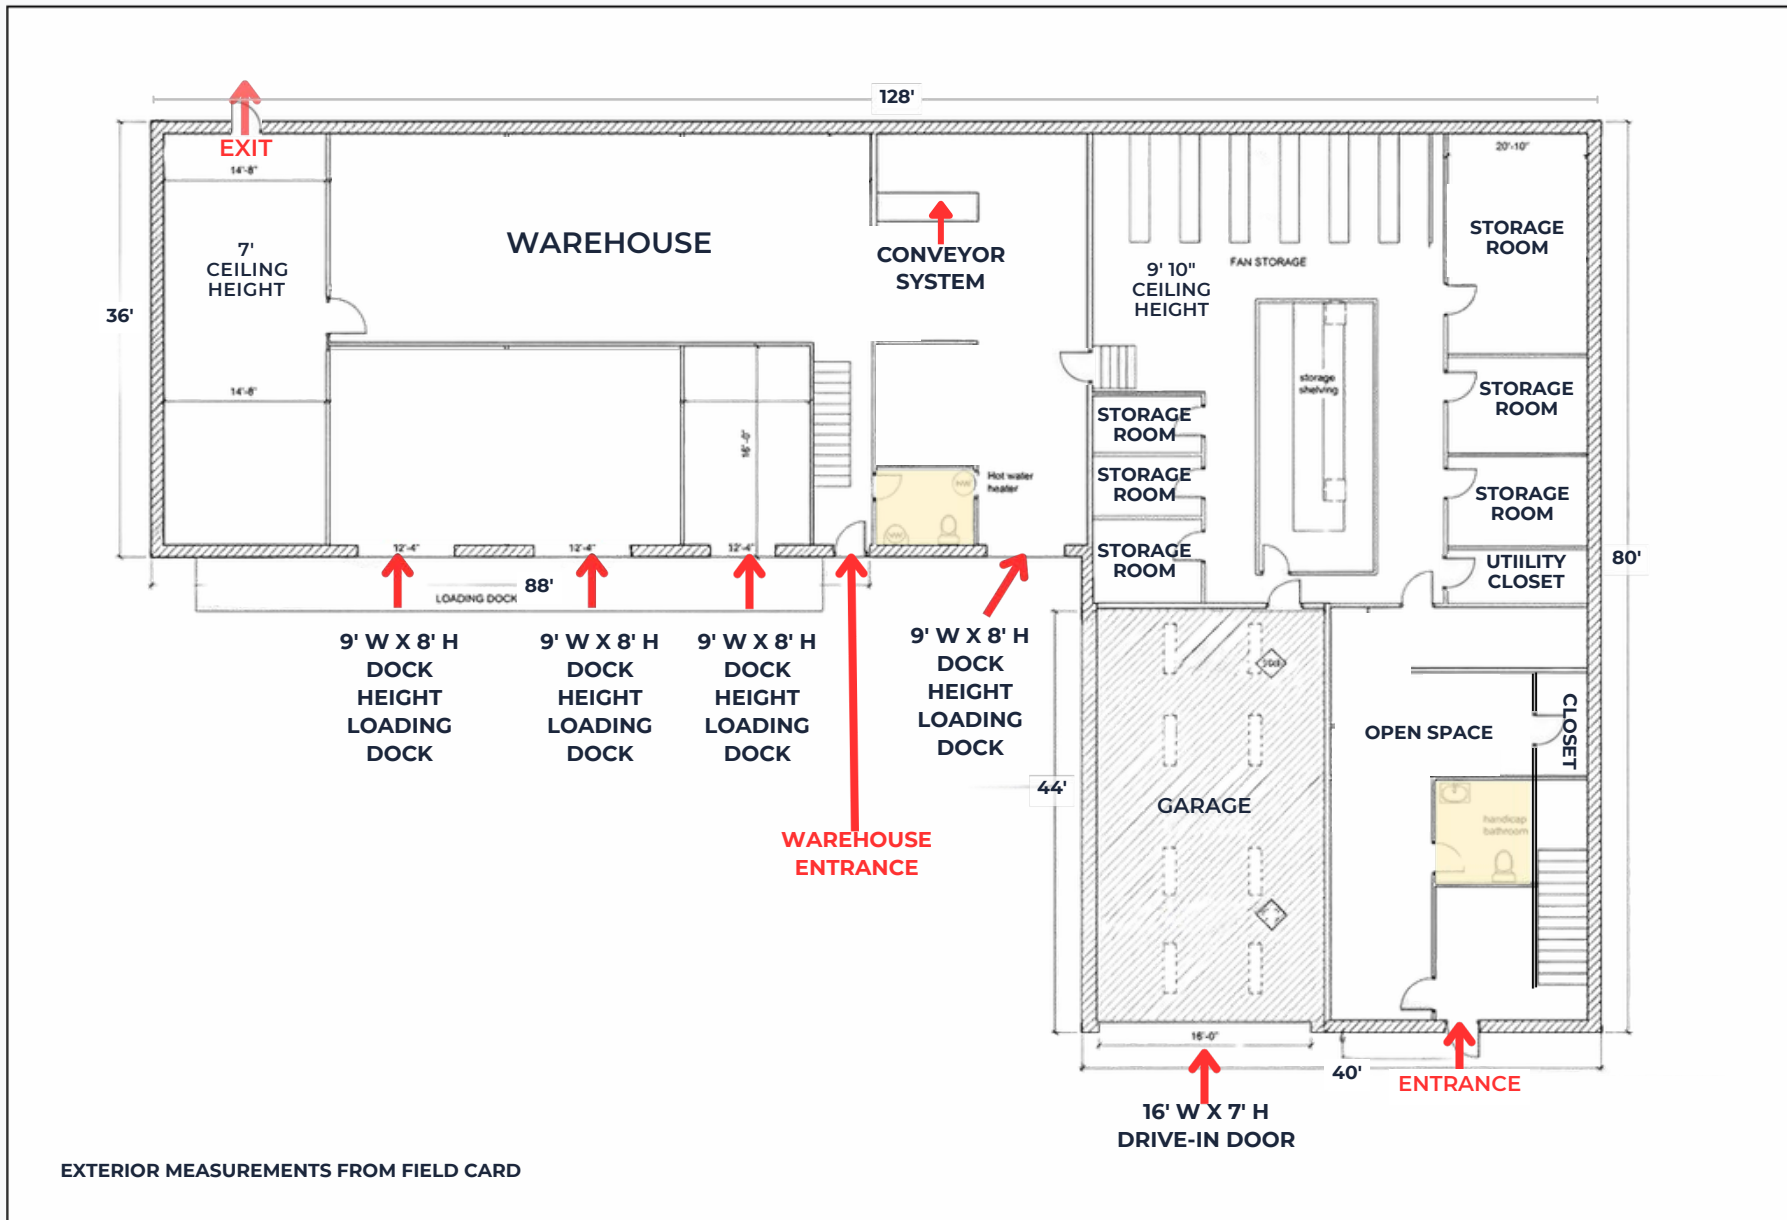 128'
EXIT
14'-8"
20'-10"
WAREHOUSE
7'
CEILING
HEIGHT
CONVEYOR
SYSTEM
FAN STORAGE
9' 10"
CEILING
HEIGHT
STORAGE
ROOM
36'
14'-8"
16'-0"
storage
shelving
STORAGE
ROOM
STORAGE
ROOM
STORAGE
ROOM
STORAGE
ROOM
STORAGE
ROOM
Hot water
heater
HW
12'-4"
12'-4"
12'-4"
UTIILITY
CLOSET
80'
88'
LOADING DOCK
9' W X 8' H
DOCK
HEIGHT
LOADING
DOCK
9' W X 8' H
DOCK
HEIGHT
LOADING
DOCK
9' W X 8' H
DOCK
HEIGHT
LOADING
DOCK
9' W X 8' H
DOCK
HEIGHT
LOADING
DOCK
WAREHOUSE
ENTRANCE
44'
GARAGE
OPEN SPACE
CLOSET
handicap
bathroom
16'-0"
40'
ENTRANCE
16' W X 7' H
DRIVE-IN DOOR
EXTERIOR MEASUREMENTS FROM FIELD CARD